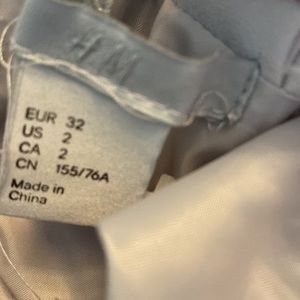 H&M
EUR 32
US 2
CA 2
CN 155/76A
Made in
China